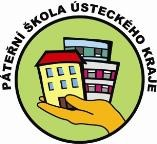 PÁTEŘNÍ ŠKOLA ÚSTECKÉHO KRAJE